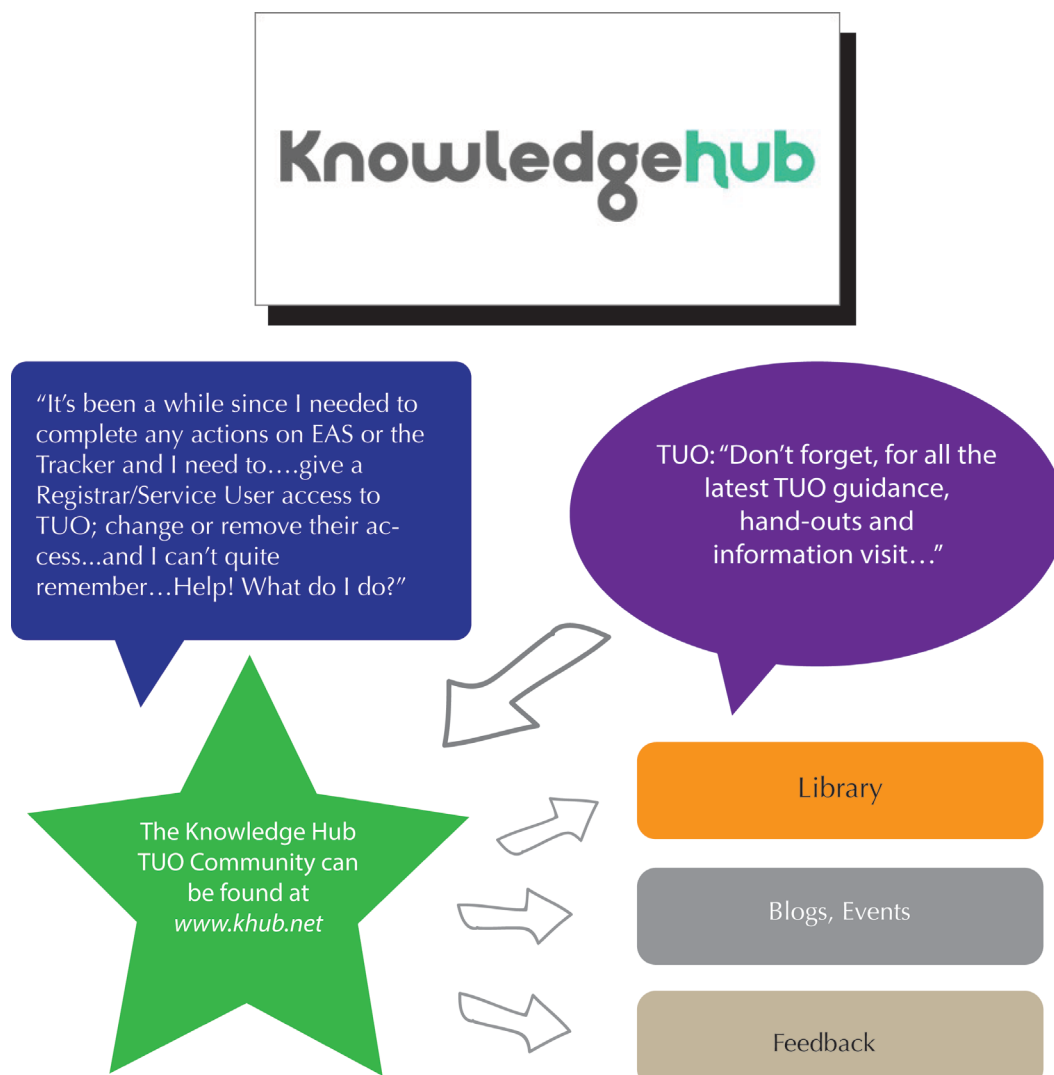 Knowledgehub
“It’s been a while since I needed to
complete any actions on EAS or the
Tracker and I need to….give a
Registrar/Service User access to
TUO; change or remove their ac-
cess...and I can’t quite
remember…Help! What do I do?”
TUO: “Don’t forget, for all the
latest TUO guidance,
hand-outs and
information visit…”
The Knowledge Hub
TUO Community can
be found at
www.khub.net
Library
Blogs, Events
Feedback